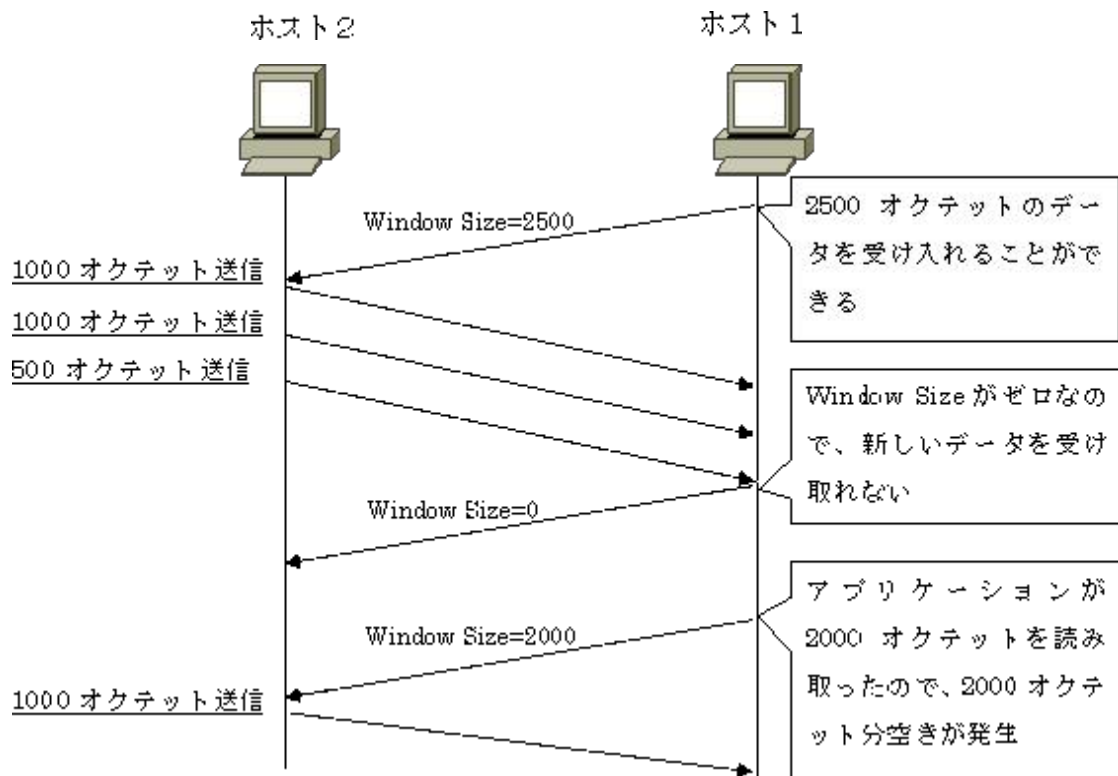 ホスト2
ホスト1
2500 オクテットのデー
タを受け入れることがで
きる
Window Size=2500
1000 オクテット送信
1000 オクテット送信
500 オクテット送信
Window Sizeがゼロなの
で、新しいデータを受け
取れない
Window Size=0
アプリケーションが
2000 オクテットを読み
取ったので、2000 オクテ
ット分空きが発生
Window Size=2000
1000 オクテット送信